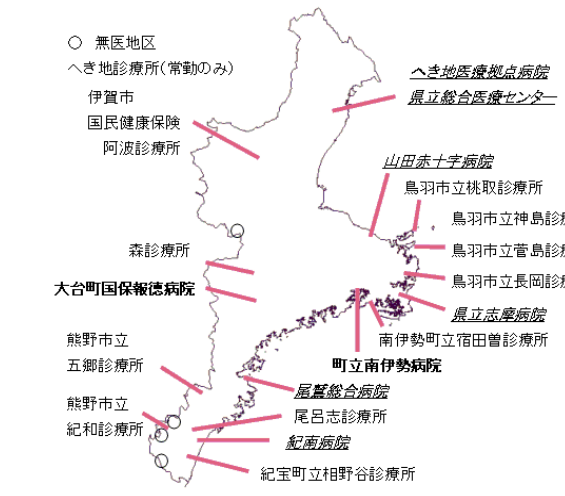 ○ 無医地区
へき地診療所(常勤のみ)
伊賀市
国民健康保険
阿波診療所
へき地医療拠点病院
県立総合医療センター
山田赤十字病院
鳥羽市立桃取診療所
鳥羽市立神島診
鳥羽市立菅島診
鳥羽市立長岡診
県立志摩病院
南伊勢町立宿田曽診療所
町立南伊勢病院
森診療所
大台町国保報徳病院
熊野市立
五郷診療所
熊野市立
紀和診療所
尾鷲総合病院
尾呂志診療所
紀南病院
紀宝町立相野谷診療所